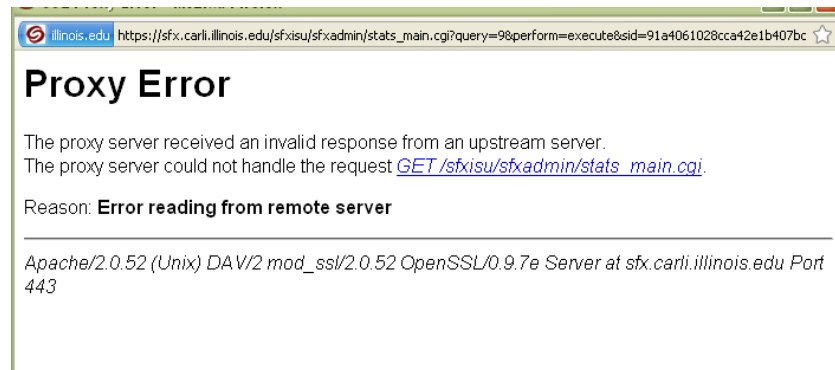 illinois.edu https://sfx.carli.illinois.edu/sfxisu/sfxadmin/stats_main.cgi?query=9&perform=execute&sid=91a4061028cca42e1b407bc
Proxy Error
The proxy server received an invalid response from an upstream server.
The proxy server could not handle the request GET /sfxisu/sfxadmin/stats_main.cgi.
Reason: Error reading from remote server
Apache/2.0.52 (Unix) DAV/2 mod_ssl/2.0.52 OpenSSL/0.9.7e Server at sfx.carli.illinois.edu Port
443